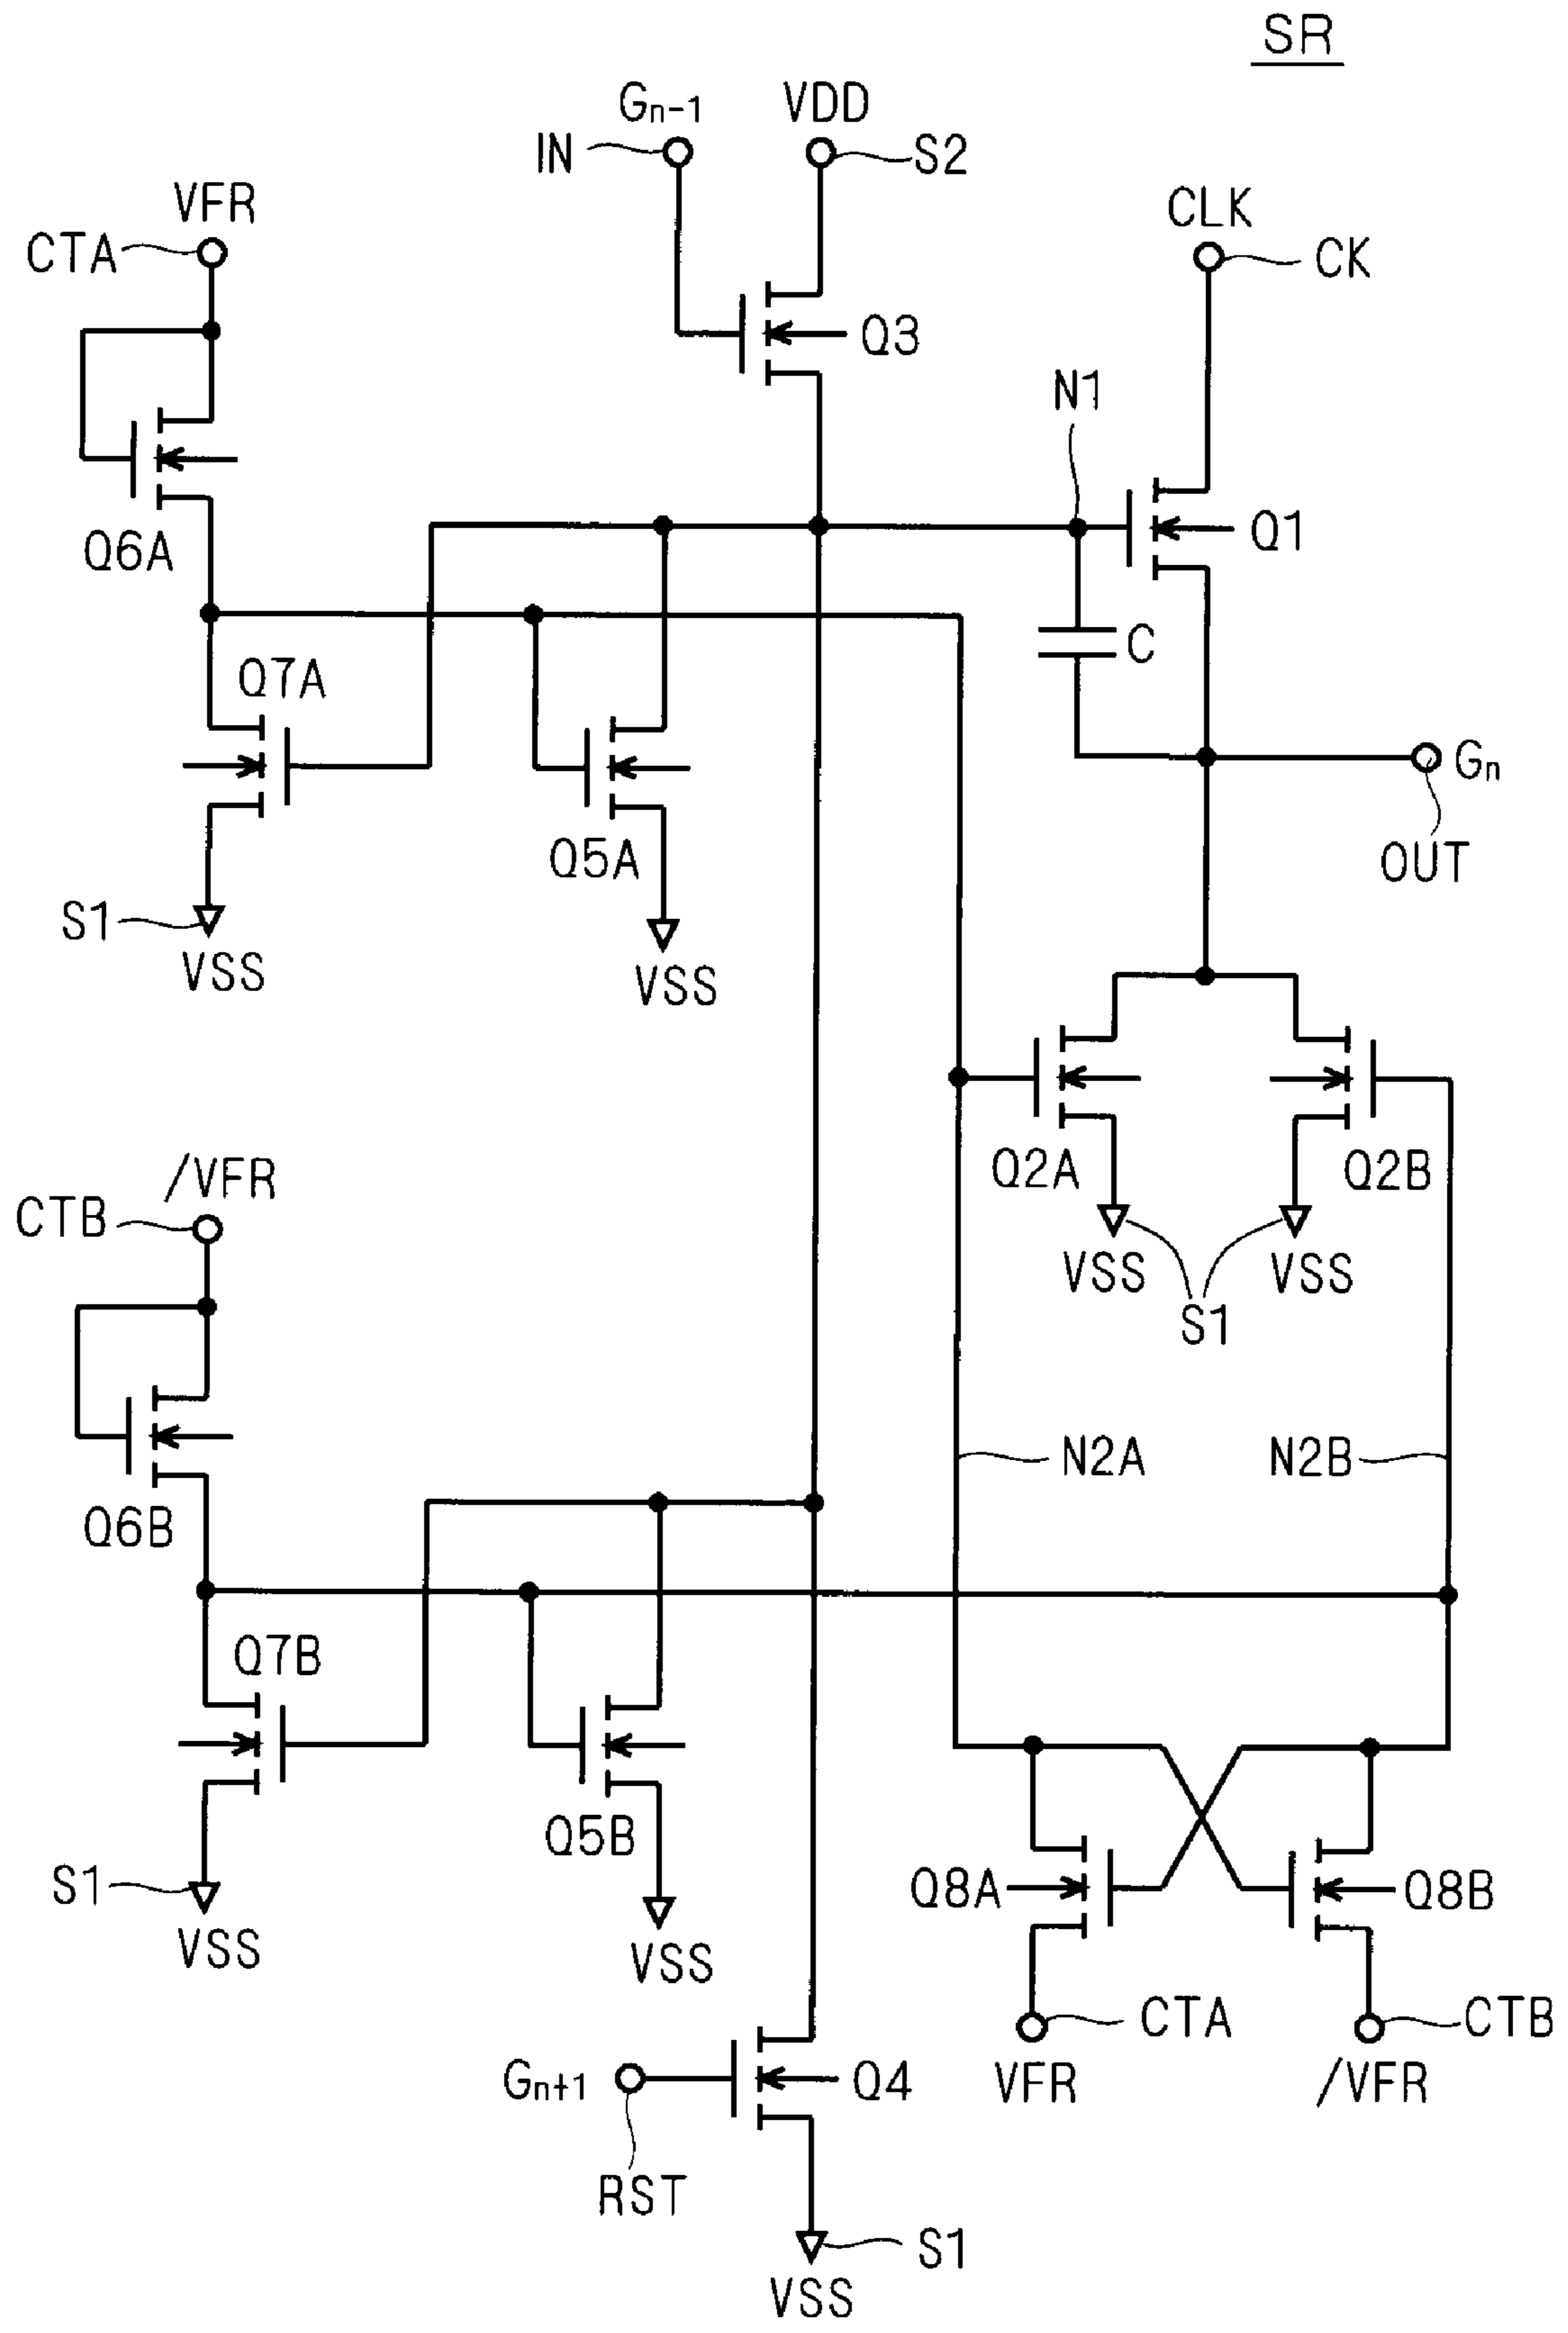 SR
Gn-1
VDD
IN
S2
VFR
CTA
CLK
CK
Q3
N1
Q6A
Q1
C
Q7A
Gn
OUT
Q5A
S1
VSS
VSS
Q2A
Q2B
/VFR
CTB
VSS
VSS
S1
N2A
N2B
Q6B
Q7B
Q5B
Q8A
Q8B
S1
VSS
VSS
CTA
CTB
VFR
/VFR
Gn+1
Q4
RST
S1
VSS